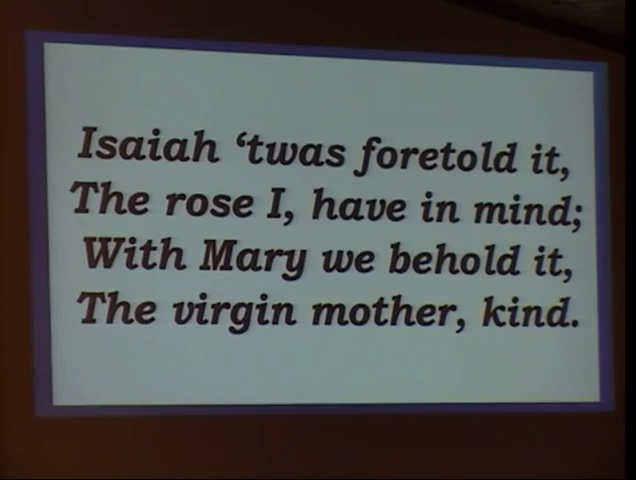 Isaiah ‘twas foretold it,
The rose I, have in mind;
With Mary we behold it,
The virgin mother, kind.